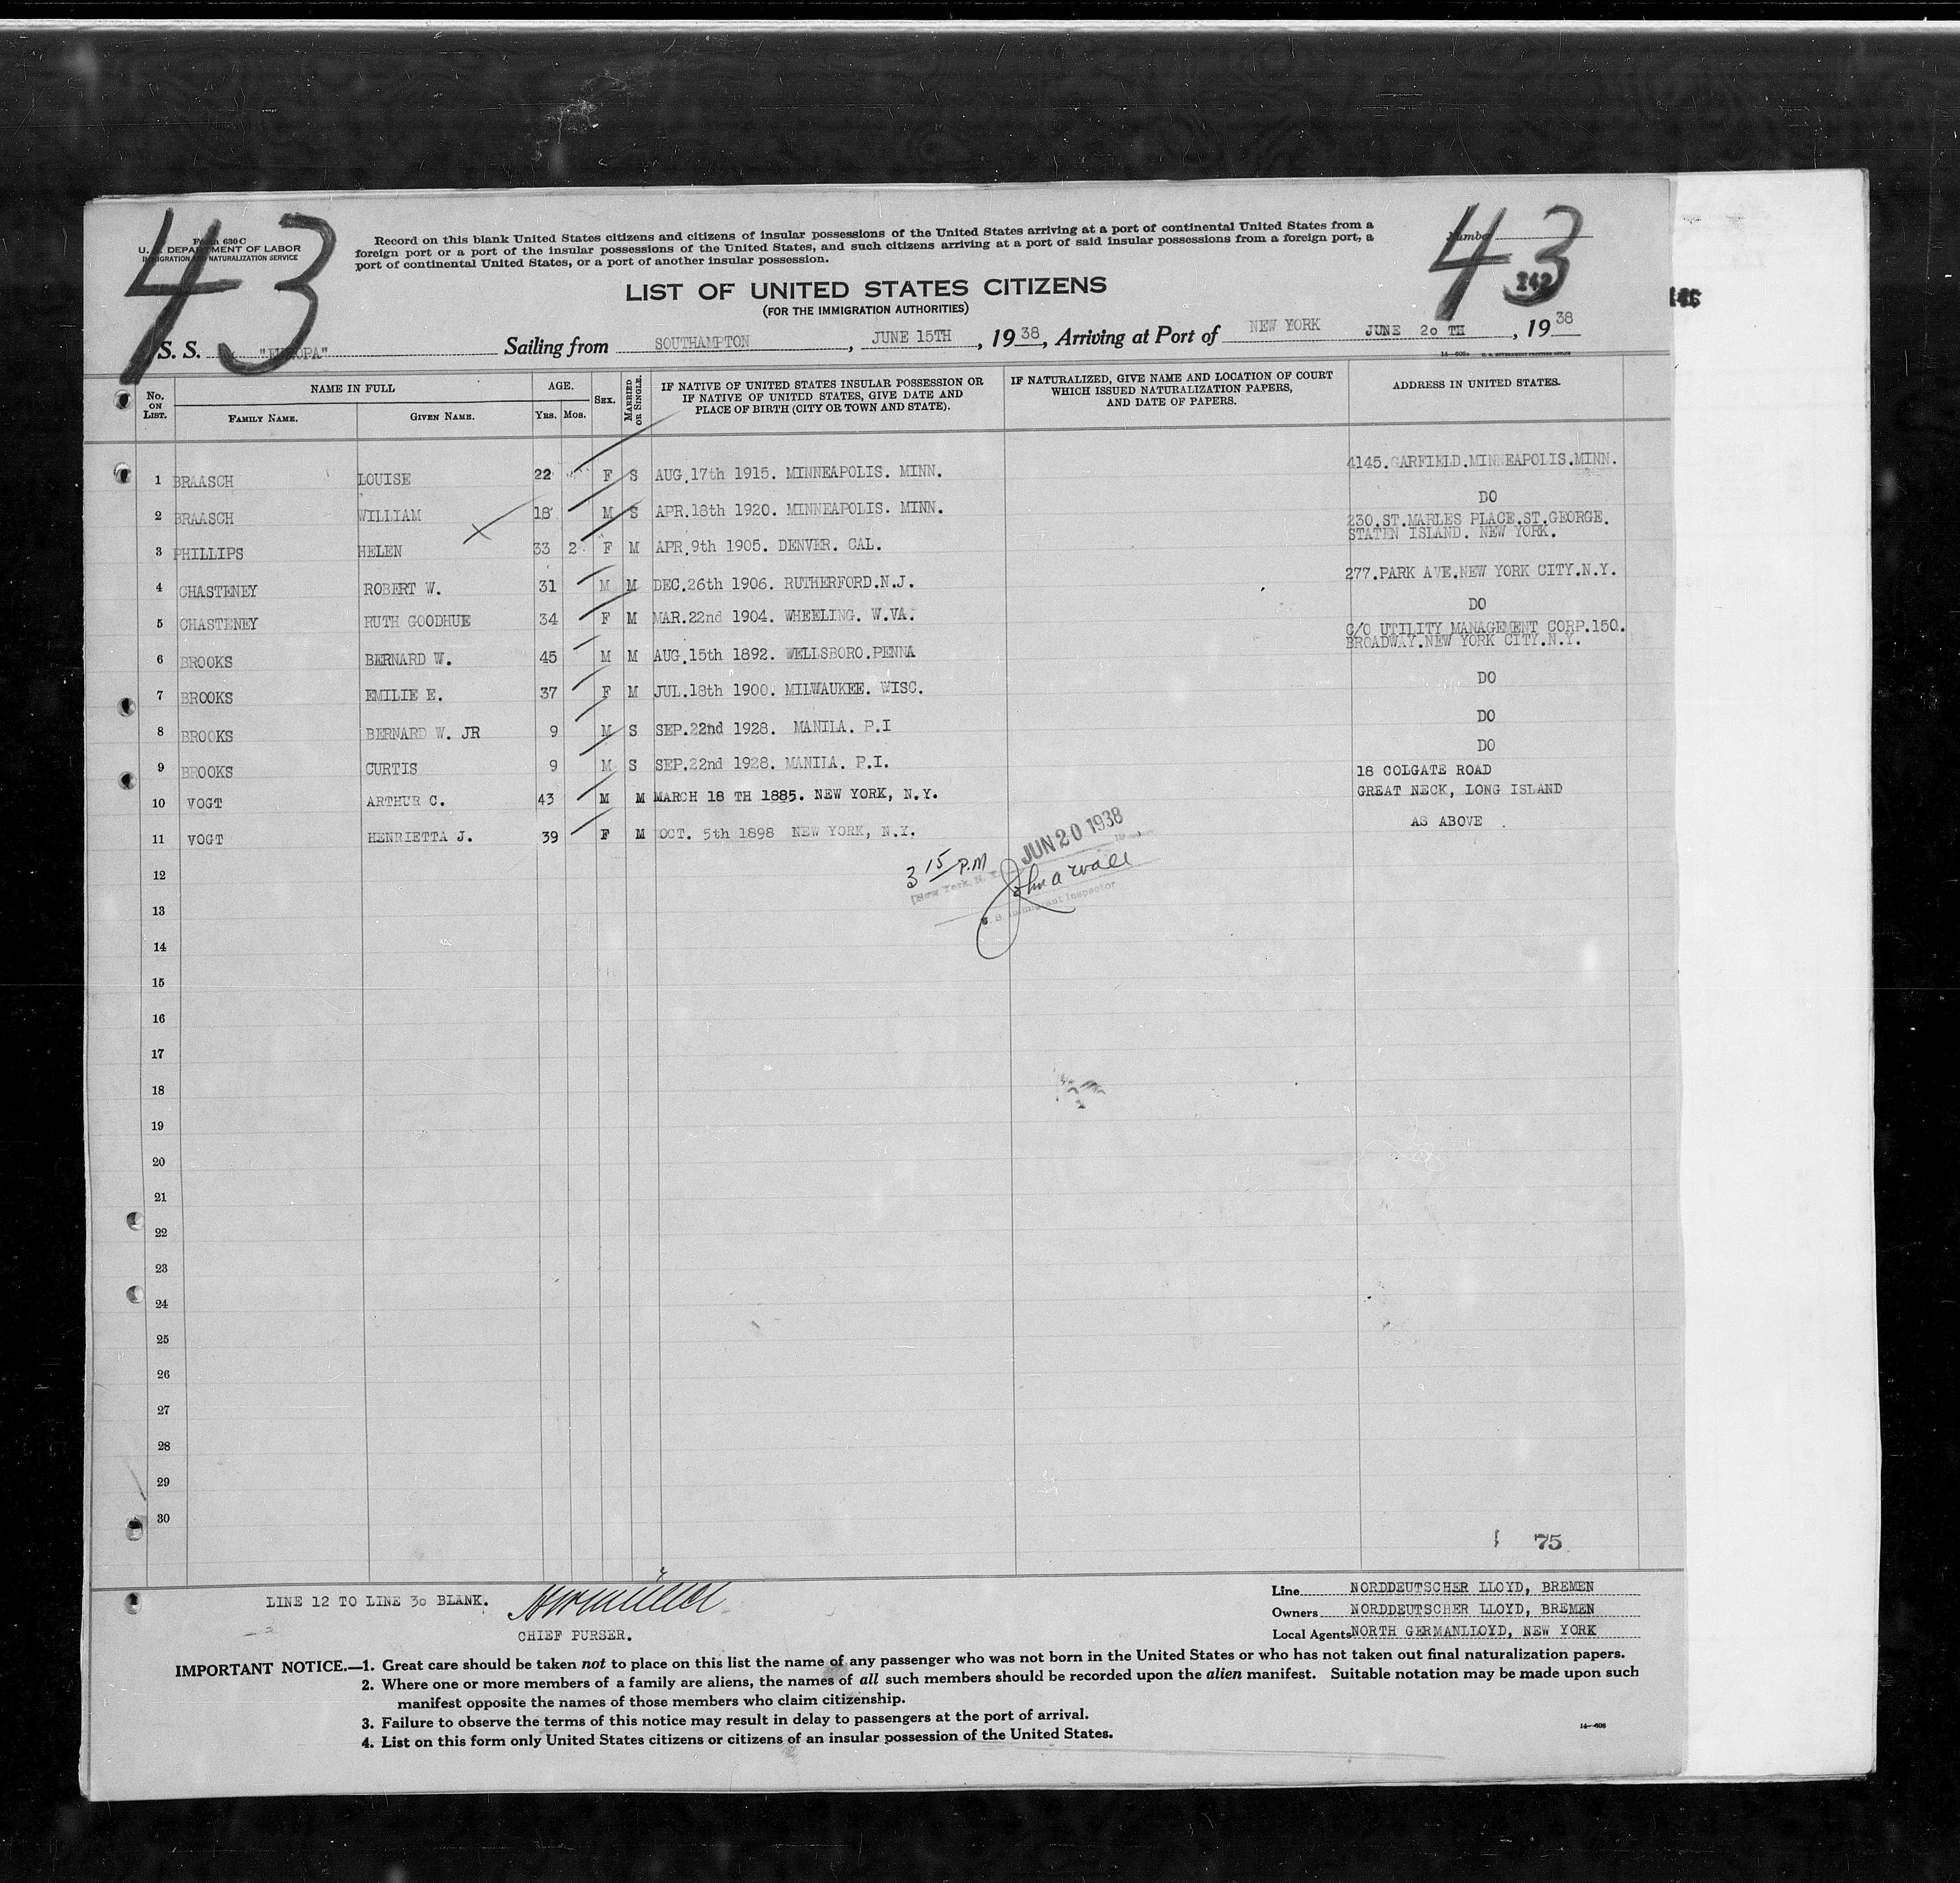 43
43
Form 630 C
U. S. DEPARTMENT OF LABOR
IMMIGRATION AND NATURALIZATION SERVICE
Record on this blank United States citizens and citizens of insular possessions of the United States arriving at a port of continental United States from a
foreign port or a port of the insular possessions of the United States, and such citizens arriving at a port of said insular possessions from a foreign port, a
port of continental United States, or a port of another insular possession.
Number
242
146
LIST OF UNITED STATES CITIZENS
(FOR THE IMMIGRATION AUTHORITIES)
S. S. "EUROPA" Sailing from SOUTHAMPTON, JUNE 15TH, 1938, Arriving at Port of NEW YORK JUNE 20 TH, 1938
No. ON LIST. NAME IN FULL FAMILY NAME. GIVEN NAME. AGE. YRS. MOS. SEX. MARRIED OR SINGLE. IF NATIVE OF UNITED STATES INSULAR POSSESSION OR IF NATIVE OF UNITED STATES, GIVE DATE AND PLACE OF BIRTH (CITY OR TOWN AND STATE). IF NATURALIZED, GIVE NAME AND LOCATION OF COURT WHICH ISSUED NATURALIZATION PAPERS, AND DATE OF PAPERS. ADDRESS IN UNITED STATES.
1 BRAASCH LOUISE 22 F S AUG.17th 1915. MINNEAPOLIS. MINN. 4145.GARFIELD.MINNEAPOLIS.MINN.
2 BRAASCH WILLIAM 18 M S APR.18th 1920. MINNEAPOLIS. MINN. DO
3 PHILLIPS HELEN 33 2 F M APR.9th 1905. DENVER. CAL. 230.ST.MARLES PLACE.ST.GEORGE. STATEN ISLAND. NEW YORK.
4 CHASTENEY ROBERT W. 31 M M DEC.26th 1906. RUTHERFORD.N.J. 277.PARK AVE.NEW YORK CITY.N.Y.
5 CHASTENEY RUTH GOODHUE 34 F M MAR.22nd 1904. WHEELING. W.VA. DO
6 BROOKS BERNARD W. 45 M M AUG.15th 1892. WELLSBORO.PENNA C/O UTILITY MANAGEMENT CORP.150. BROADWAY.NEW YORK CITY.N.Y.
7 BROOKS EMILIE E. 37 F M JUL.18th 1900. MILWAUKEE. WISC. DO
8 BROOKS BERNARD W. JR 9 M S SEP.22nd 1928. MANILA. P.I DO
9 BROOKS CURTIS 9 M S SEP.22nd 1928. MANILA. P.I. DO
10 VOGT ARTHUR C. 43 M M MARCH 18 TH 1885. NEW YORK, N.Y. 18 COLGATE ROAD GREAT NECK, LONG ISLAND
11 VOGT HENRIETTA J. 39 F M OCT. 5th 1898 NEW YORK, N.Y. AS ABOVE
12
3 15 P.M JUN 20 1938
[New York, N. Y.
John A Wall
U. S. Immigrant Inspector
13
14
15
16
17
18
19
20
21
22
23
24
25
26
27
28
29
30
75
LINE 12 TO LINE 30 BLANK.
CHIEF PURSER.
Line NORDDEUTSCHER LLOYD, BREMEN
Owners NORDDEUTSCHER LLOYD, BREMEN
Local Agents NORTH GERMANLLOYD, NEW YORK
IMPORTANT NOTICE.—1. Great care should be taken not to place on this list the name of any passenger who was not born in the United States or who has not taken out final naturalization papers.
2. Where one or more members of a family are aliens, the names of all such members should be recorded upon the alien manifest. Suitable notation may be made upon such
manifest opposite the names of those members who claim citizenship.
3. Failure to observe the terms of this notice may result in delay to passengers at the port of arrival.
4. List on this form only United States citizens or citizens of an insular possession of the United States.
14—606